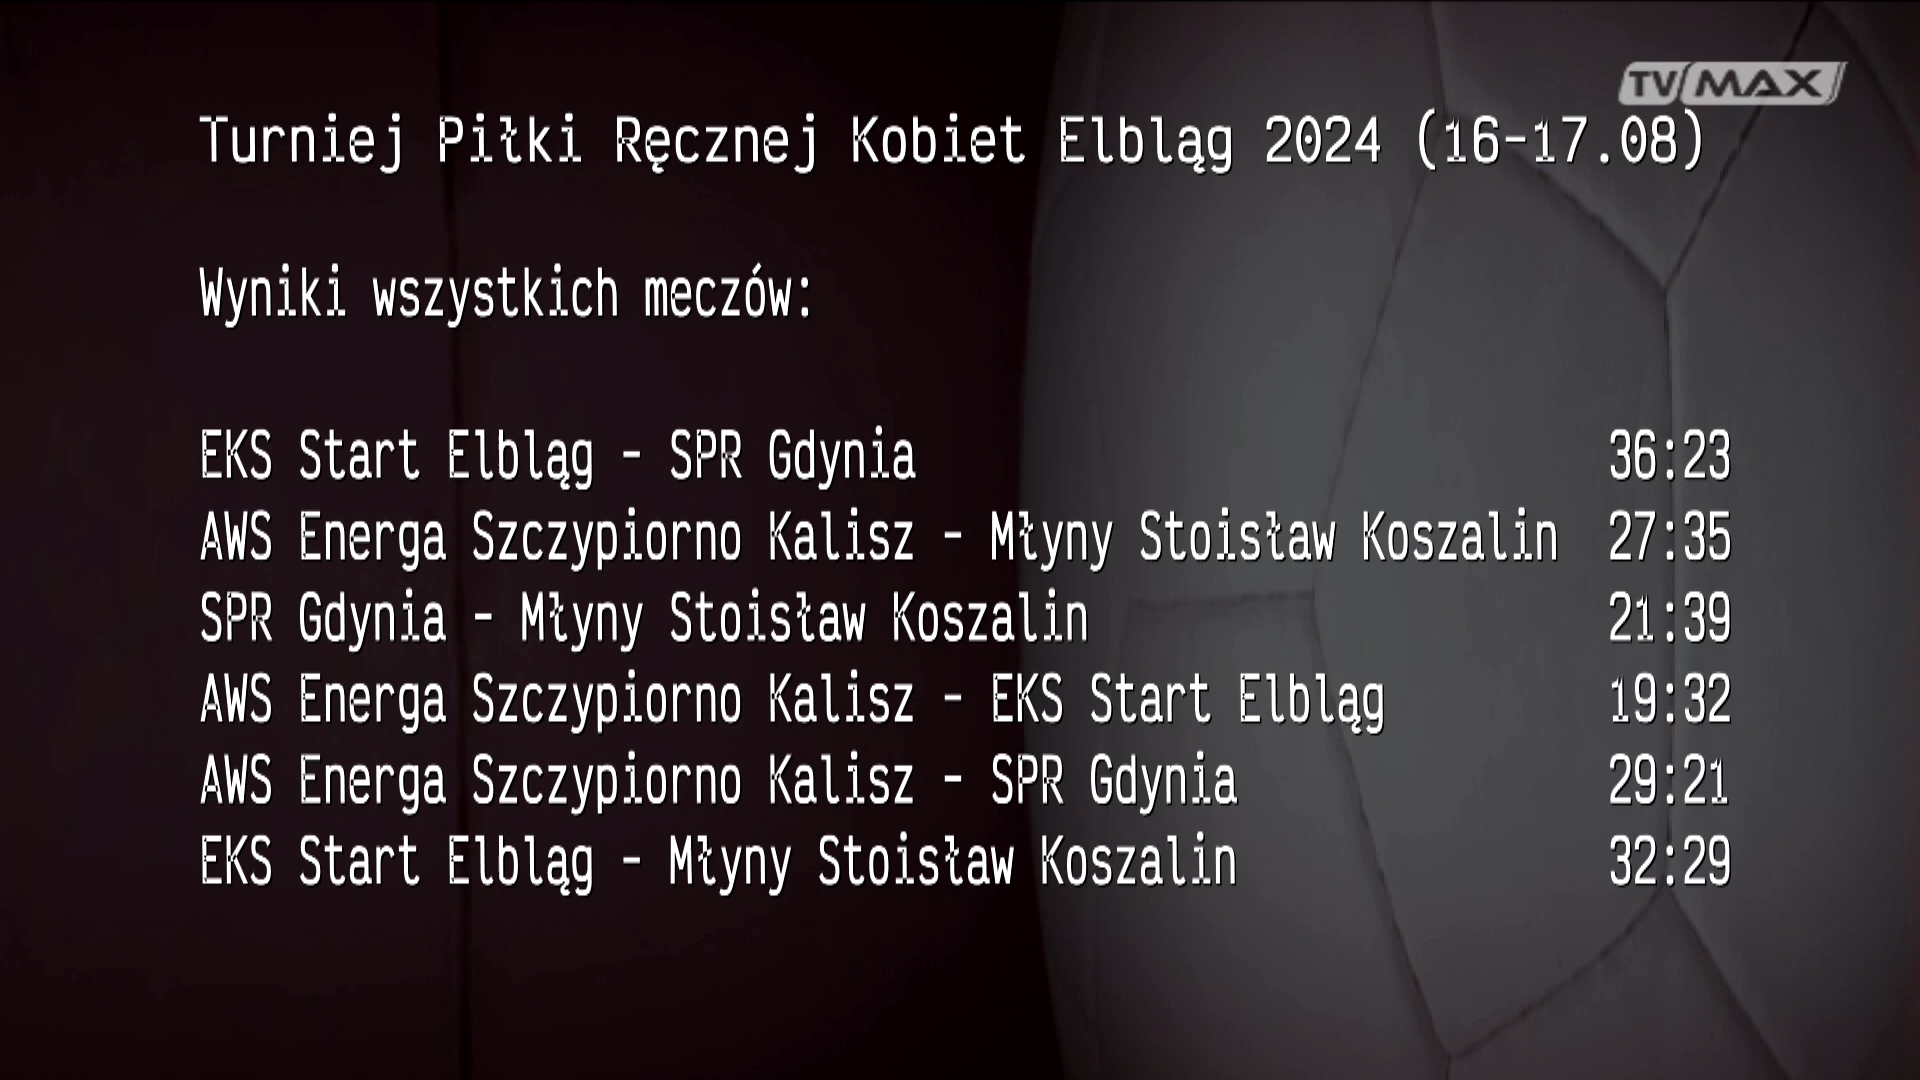 TV MAX
Turniej Piłki Ręcznej Kobiet Elbląg 2024 (16-17.08)
Wyniki wszystkich meczów:
EKS Start Elbląg - SPR Gdynia 36:23
AWS Energa Szczypiorno Kalisz - Młyny Stoisław Koszalin 27:35
SPR Gdynia - Młyny Stoisław Koszalin 21:39
AWS Energa Szczypiorno Kalisz - EKS Start Elbląg 19:32
AWS Energa Szczypiorno Kalisz - SPR Gdynia 29:21
EKS Start Elbląg - Młyny Stoisław Koszalin 32:29